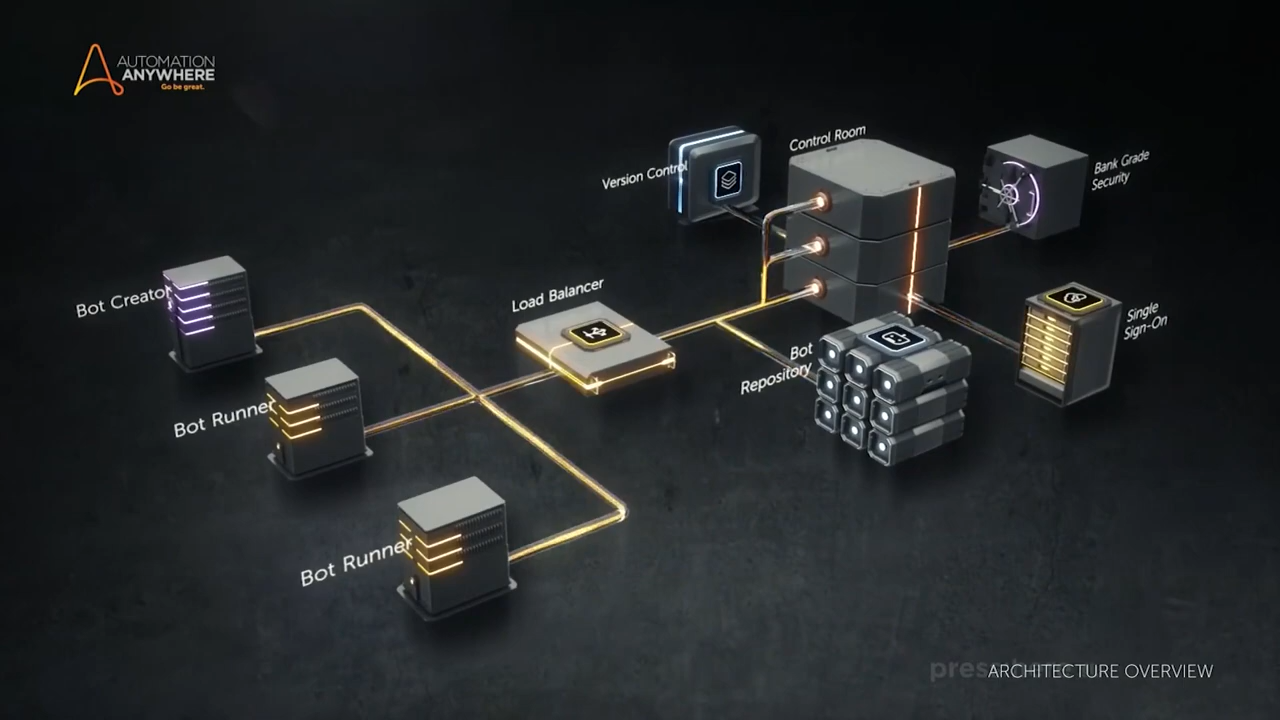 AUTOMATION
ANYWHERE
Go be great.
Control Room
Version Control
Bank Grade
Security
Bot Creator
Load Balancer
Single
Sign-On
Bot
Repository
Bot Runner
Bot Runner
ARCHITECTURE OVERVIEW